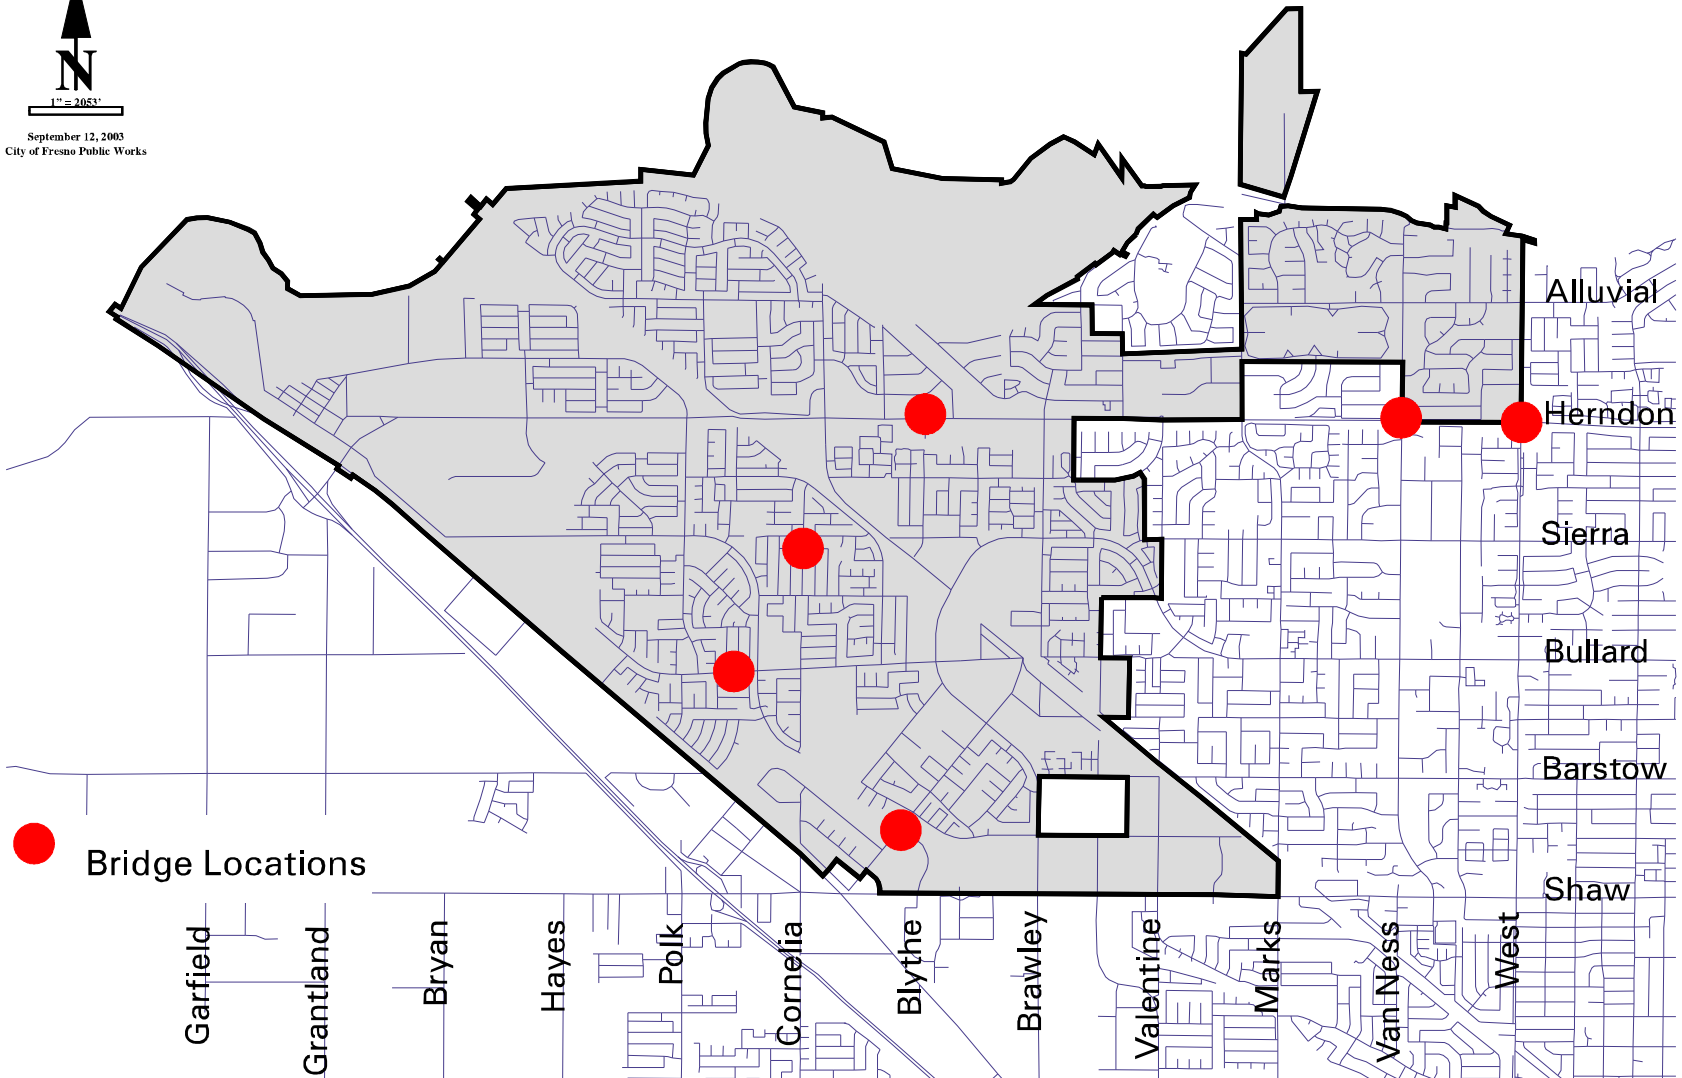 N
1" = 2053'
September 12, 2003
City of Fresno Public Works
Alluvial
Herndon
Sierra
Bullard
Barstow
Shaw
Bridge Locations
Garfield
Grantland
Bryan
Hayes
Polk
Cornelia
Blythe
Brawley
Valentine
Marks
Van Ness
West